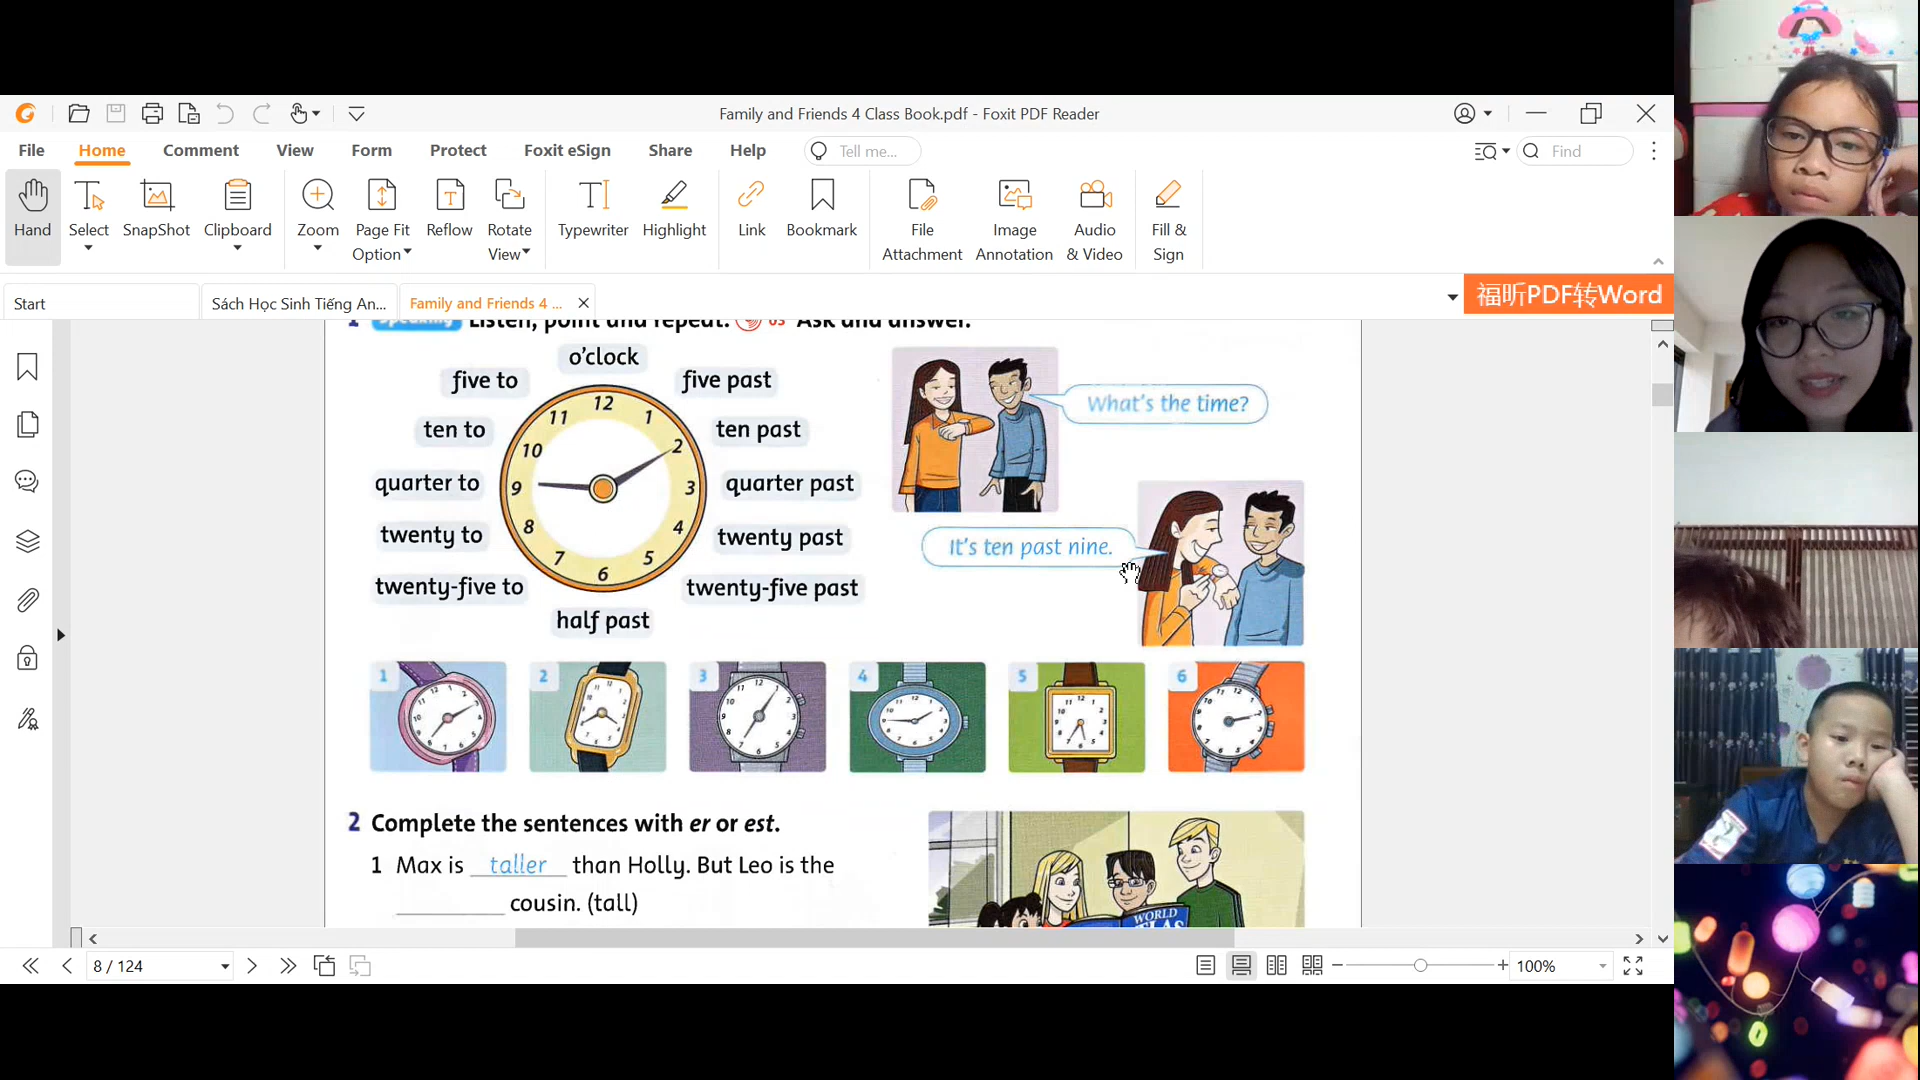 Family and Friends 4 Class Book.pdf - Foxit PDF Reader
File Home Comment View Form Protect Foxit eSign Share Help Tell me... Find
Hand Select SnapShot Clipboard Zoom Page Fit Option Reflow Rotate View Typewriter Highlight Link Bookmark File Attachment Image Annotation Audio & Video Fill & Sign
Start Sách Học Sinh Tiếng An... Family and Friends 4 ... 福昕PDF转Word
1 Speaking Listen, point and repeat. 03 Ask and answer.
o'clock
five to
five past
ten to
ten past
quarter to
quarter past
twenty to
twenty past
twenty-five to
twenty-five past
half past
12 1 2 3 4 5 6 7 8 9 10 11
What's the time?
It's ten past nine.
1 2 3 4 5 6
2 Complete the sentences with er or est.
1 Max is taller than Holly. But Leo is the
cousin. (tall)
WORLD
8 / 124
100%